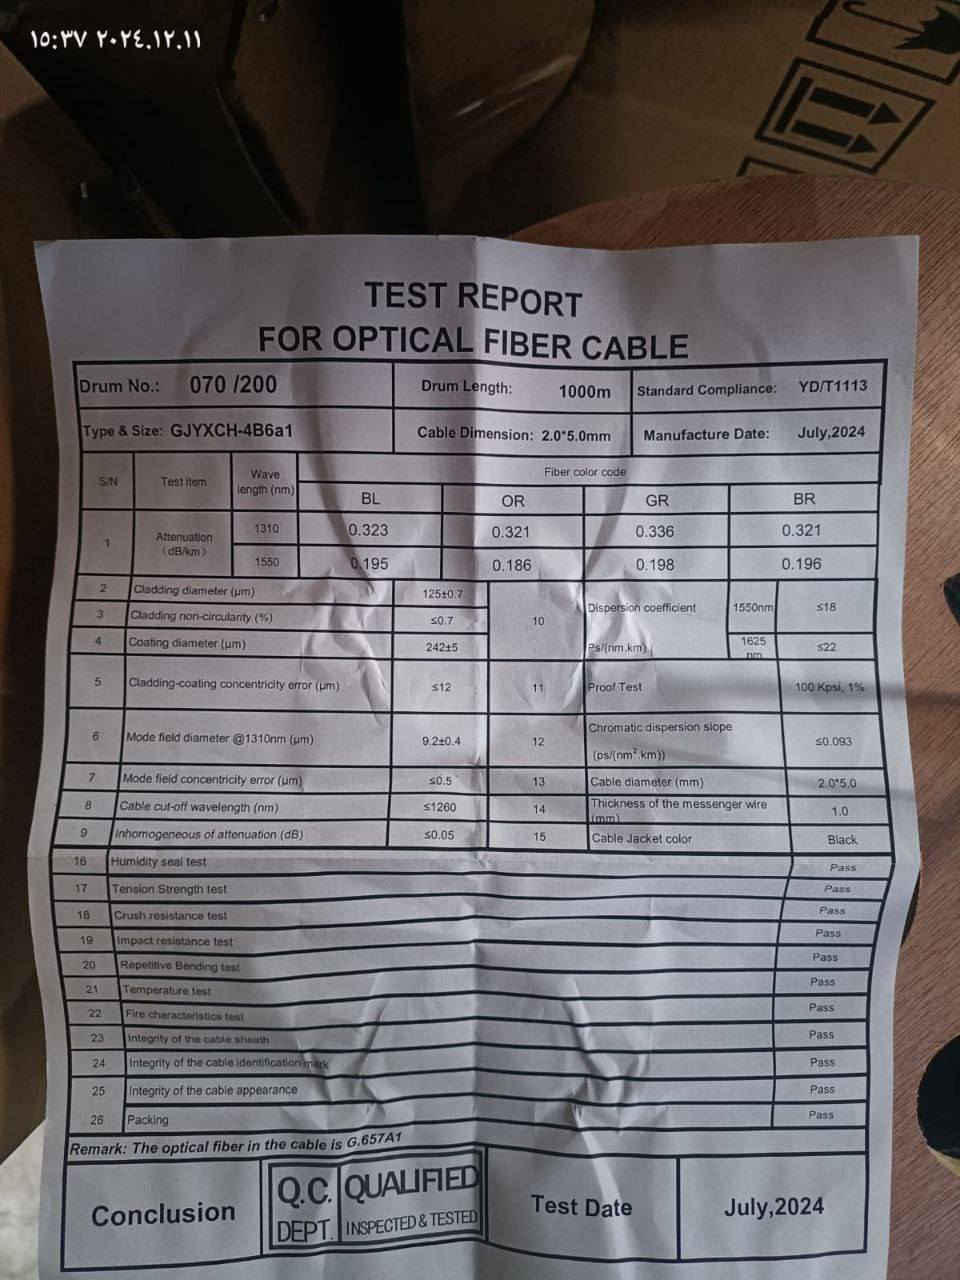 ١٥:٣٧ ٢٠٢٤.١٢.١١
TEST REPORT
FOR OPTICAL FIBER CABLE
Drum No.: 070 /200 Drum Length: 1000m Standard Compliance: YD/T1113
Type & Size: GJYXCH-4B6a1 Cable Dimension: 2.0*5.0mm Manufacture Date: July,2024
S/N Test item Wave length (nm) Fiber color code
BL OR GR BR
1 Attenuation (dB/km) 1310 0.323 0.321 0.336 0.321
1550 0.195 0.186 0.198 0.196
2 Cladding diameter (μm) 125±0.7 10 Dispersion coefficient Ps/(nm.km) 1550nm ≤18
3 Cladding non-circularity (%) ≤0.7
4 Coating diameter (μm) 242±5 1625 nm ≤22
5 Cladding-coating concentricity error (μm) ≤12 11 Proof Test 100 Kpsi, 1%
6 Mode field diameter @1310nm (μm) 9.2±0.4 12 Chromatic dispersion slope (ps/(nm².km)) ≤0.093
7 Mode field concentricity error (μm) ≤0.5 13 Cable diameter (mm) 2.0*5.0
8 Cable cut-off wavelength (nm) ≤1260 14 Thickness of the messenger wire (mm) 1.0
9 Inhomogeneous of attenuation (dB) ≤0.05 15 Cable Jacket color Black
16 Humidity seal test Pass
17 Tension Strength test Pass
18 Crush resistance test Pass
19 Impact resistance test Pass
20 Repetitive Bending test Pass
21 Temperature test Pass
22 Fire characteristics test Pass
23 Integrity of the cable sheath Pass
24 Integrity of the cable identification mark Pass
25 Integrity of the cable appearance Pass
26 Packing Pass
Remark: The optical fiber in the cable is G.657A1
Conclusion Q.C. DEPT. QUALIFIED INSPECTED & TESTED Test Date July,2024